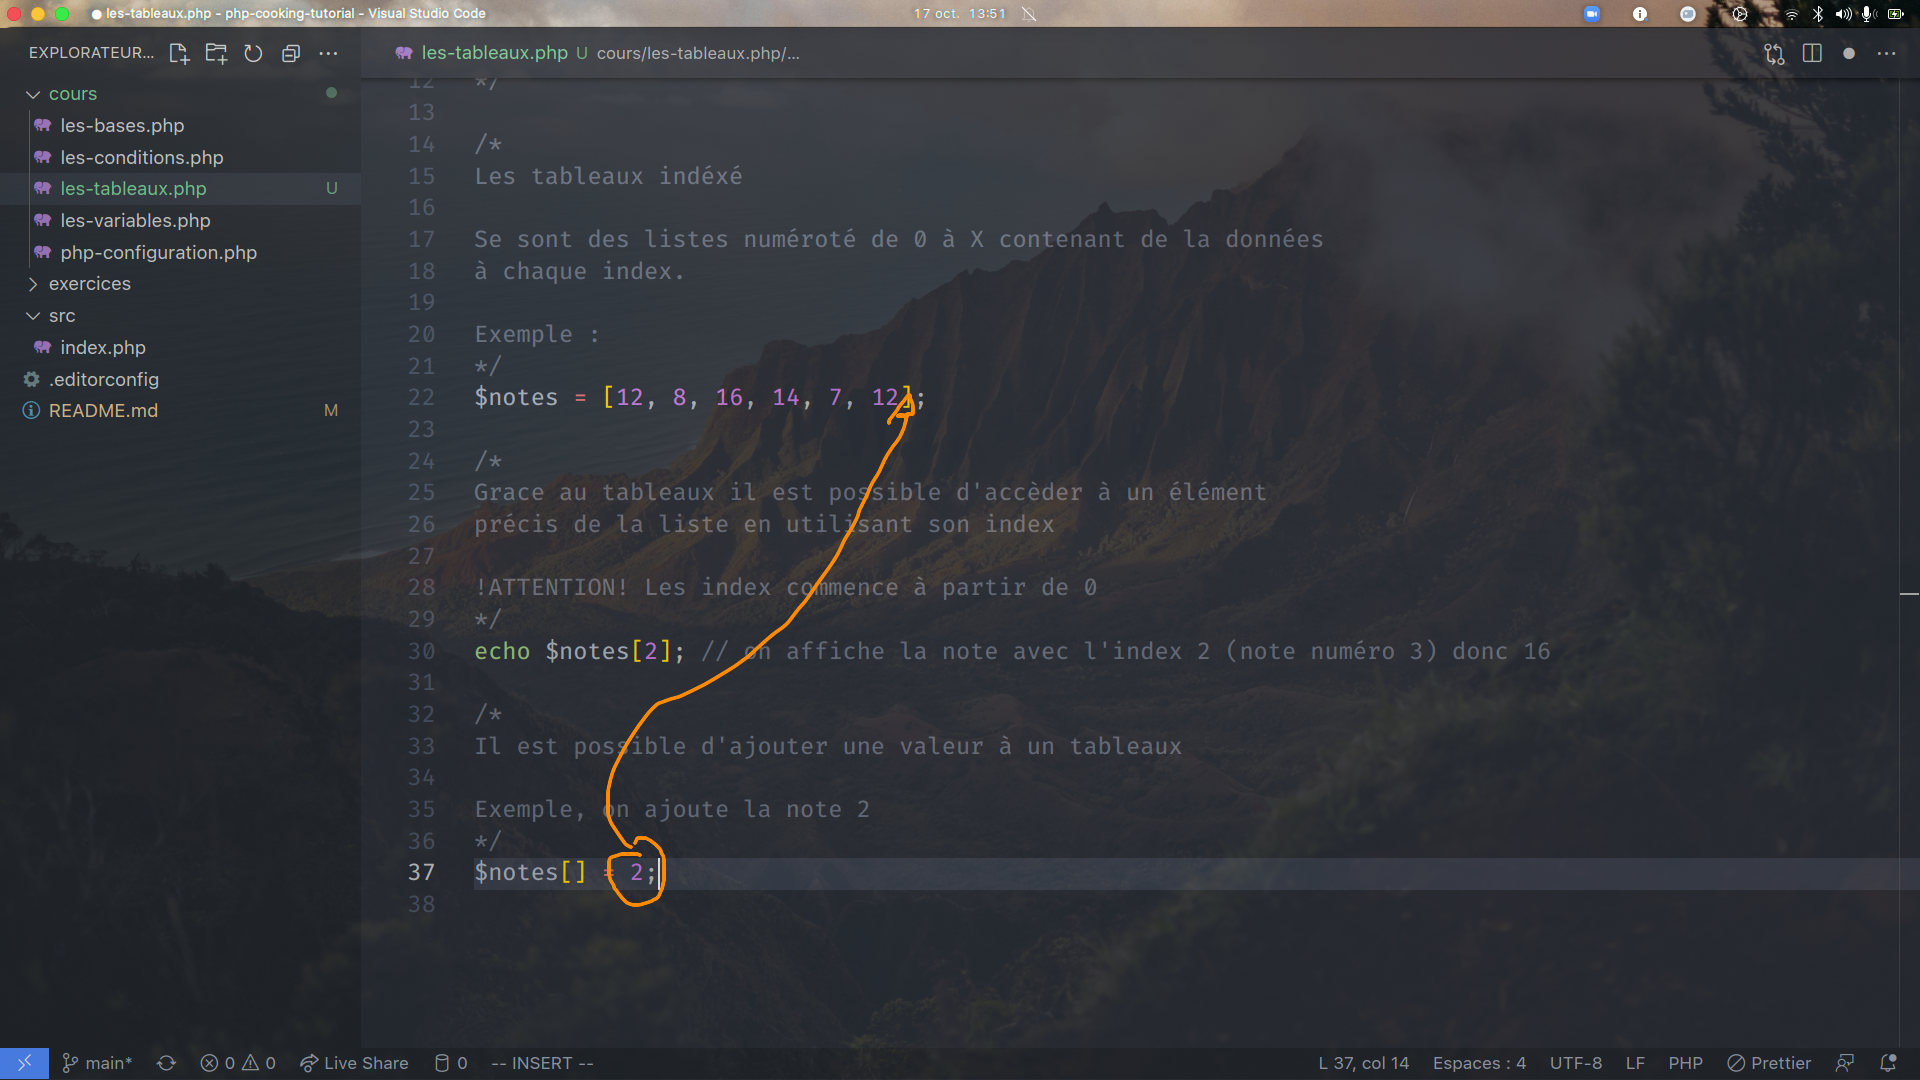 les-tableaux.php - php-cooking-tutorial - Visual Studio Code
17 oct. 13:51
EXPLORATEUR...
les-tableaux.php U cours/les-tableaux.php/...
cours
les-bases.php
les-conditions.php
les-tableaux.php U
les-variables.php
php-configuration.php
exercices
src
index.php
.editorconfig
README.md M
12 */
13
14 /*
15 Les tableaux indéxé
16
17 Se sont des listes numéroté de 0 à X contenant de la données
18 à chaque index.
19
20 Exemple :
21 */
22 $notes = [12, 8, 16, 14, 7, 12];
23
24 /*
25 Grace au tableaux il est possible d'accèder à un élément
26 précis de la liste en utilisant son index
27
28 !ATTENTION! Les index commence à partir de 0
29 */
30 echo $notes[2]; // on affiche la note avec l'index 2 (note numéro 3) donc 16
31
32 /*
33 Il est possible d'ajouter une valeur à un tableaux
34
35 Exemple, on ajoute la note 2
36 */
37 $notes[] = 2;
38
main* 0 0 Live Share 0 -- INSERT -- L 37, col 14 Espaces : 4 UTF-8 LF PHP Prettier